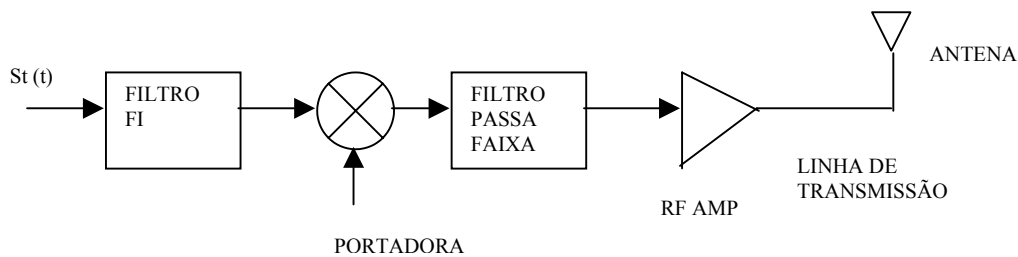 St (t)
FILTRO
FI
FILTRO
PASSA
FAIXA
ANTENA
LINHA DE
TRANSMISSÃO
RF AMP
PORTADORA